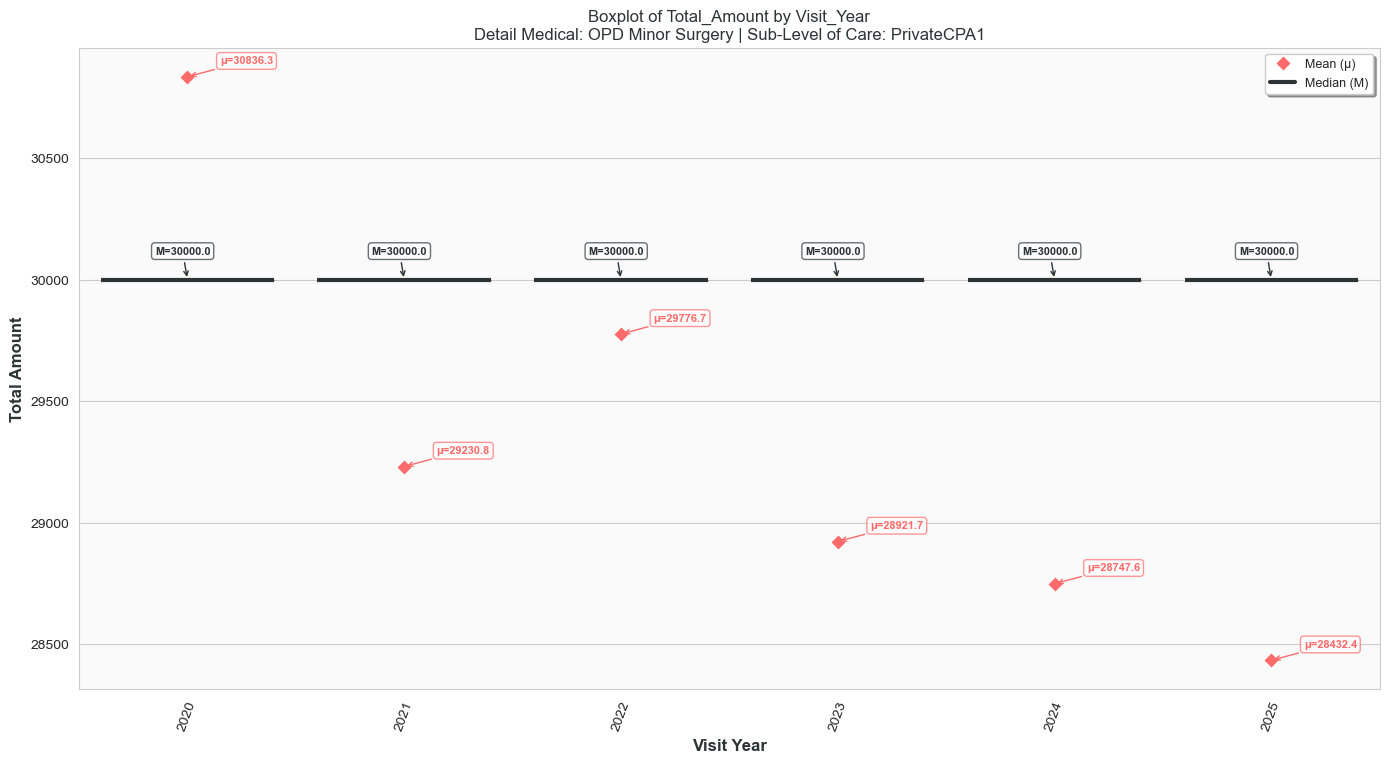 Boxplot of Total_Amount by Visit_Year
Detail Medical: OPD Minor Surgery | Sub-Level of Care: PrivateCPA1
Mean (μ)
Median (M)
Total Amount
30500
30000
29500
29000
28500
μ=30836.3
M=30000.0
M=30000.0
M=30000.0
M=30000.0
M=30000.0
M=30000.0
μ=29776.7
μ=29230.8
μ=28921.7
μ=28747.6
μ=28432.4
2020
2021
2022
2023
2024
2025
Visit Year